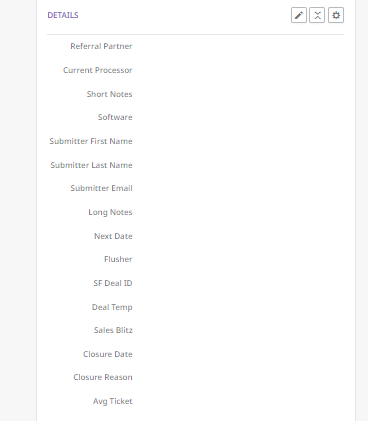 DETAILS
Referral Partner
Current Processor
Short Notes
Software
Submitter First Name
Submitter Last Name
Submitter Email
Long Notes
Next Date
Flusher
SF Deal ID
Deal Temp
Sales Blitz
Closure Date
Closure Reason
Avg Ticket